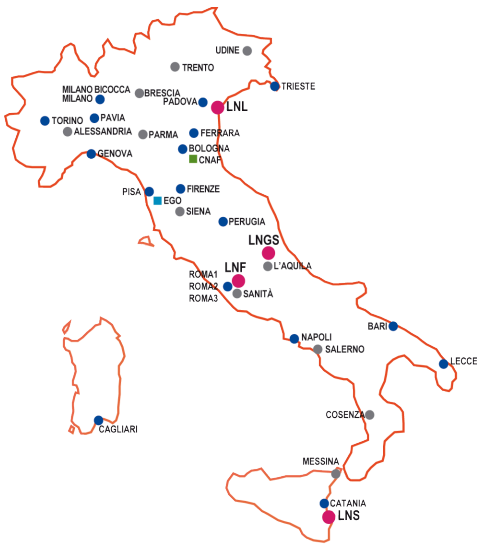 UDINE
TRENTO
TRIESTE
MILANO BICOCCA
MILANO
BRESCIA
PADOVA
LNL
TORINO
PAVIA
ALESSANDRIA
PARMA
FERRARA
BOLOGNA
CNAF
GENOVA
PISA
EGO
FIRENZE
SIENA
PERUGIA
LNGS
L'AQUILA
LNF
ROMA1
ROMA2
ROMA3
SANITÀ
BARI
NAPOLI
SALERNO
LECCE
COSENZA
CAGLIARI
MESSINA
CATANIA
LNS